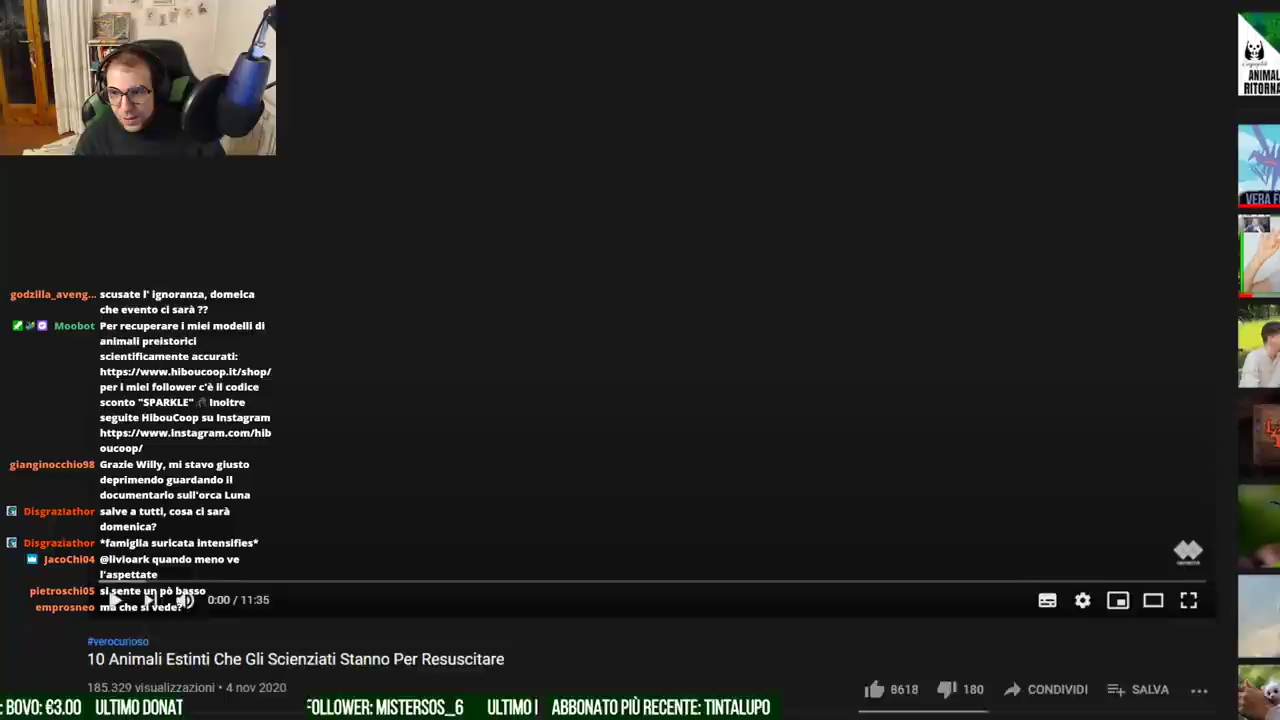 ANIMAL
RITORNA
VERA F
godzilla_aveng... scusate l' ignoranza, domeica
che evento ci sarà ??
Moobot Per recuperare i miei modelli di
animali preistorici
scientificamente accurati:
https://www.hiboucoop.it/shop/
per i miei follower c'è il codice
sconto "SPARKLE" Inoltre
seguite HibouCoop su Instagram
https://www.instagram.com/hib
oucoop/
gianginocchio98 Grazie Willy, mi stavo giusto
deprimendo guardando il
documentario sull'orca Luna
Disgraziathor salve a tutti, cosa ci sarà
domenica?
Disgraziathor *famiglia suricata intensifies*
JacoChi04 @livioark quando meno ve
l'aspettate
pietroschi05 si sente un pò basso
emprosneo ma che si vede?
0:00 / 11:35
#verocurioso
10 Animali Estinti Che Gli Scienziati Stanno Per Resuscitare
185.329 visualizzazioni • 4 nov 2020
8618 180 CONDIVIDI SALVA
: BOVO: €3.00 ULTIMO DONAT FOLLOWER: MISTERSOS_6 ULTIMO I ABBONATO PIÙ RECENTE: TINTALUPO